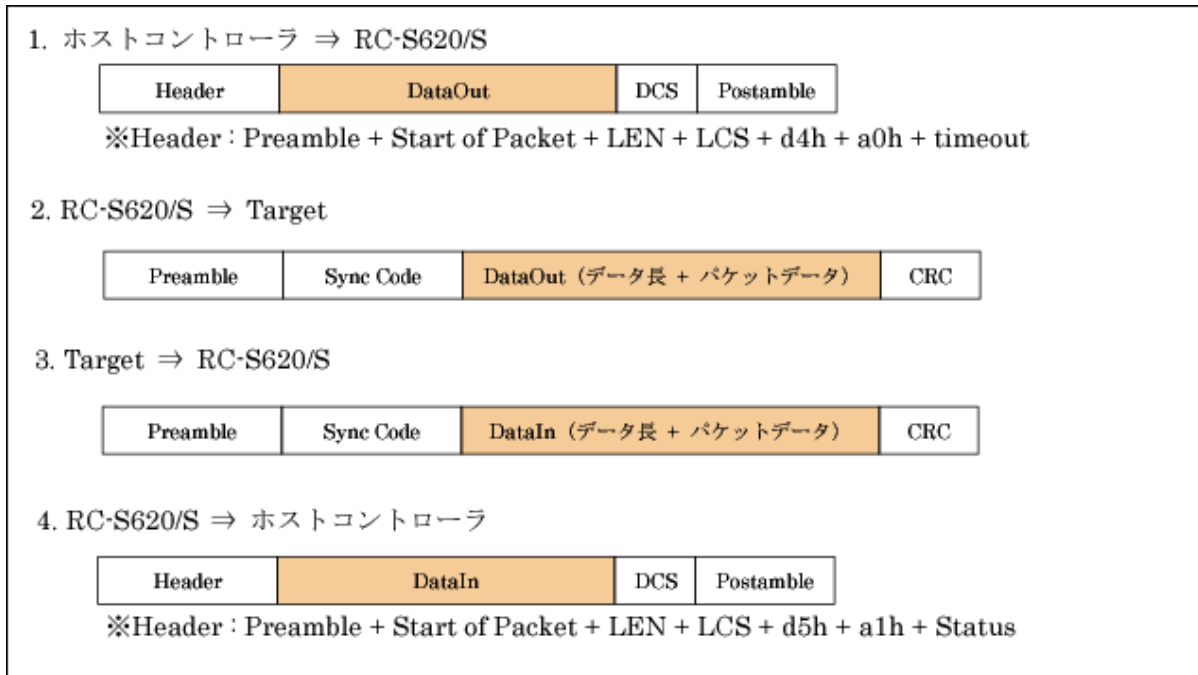 1. ホストコントローラ ⇒ RC-S620/S
Header DataOut DCS Postamble
※Header : Preamble + Start of Packet + LEN + LCS + d4h + a0h + timeout
2. RC-S620/S ⇒ Target
Preamble Sync Code DataOut (データ長 + パケットデータ) CRC
3. Target ⇒ RC-S620/S
Preamble Sync Code DataIn (データ長 + パケットデータ) CRC
4. RC-S620/S ⇒ ホストコントローラ
Header DataIn DCS Postamble
※Header : Preamble + Start of Packet + LEN + LCS + d5h + a1h + Status